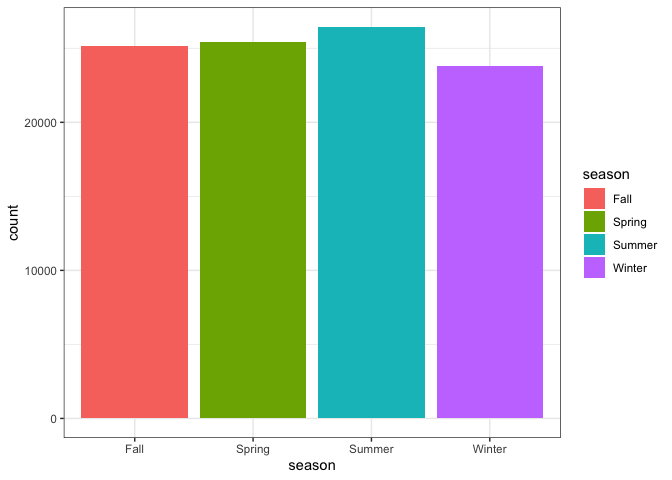 count
20000
10000
0
Fall
Spring
Summer
Winter
season
season
Fall
Spring
Summer
Winter